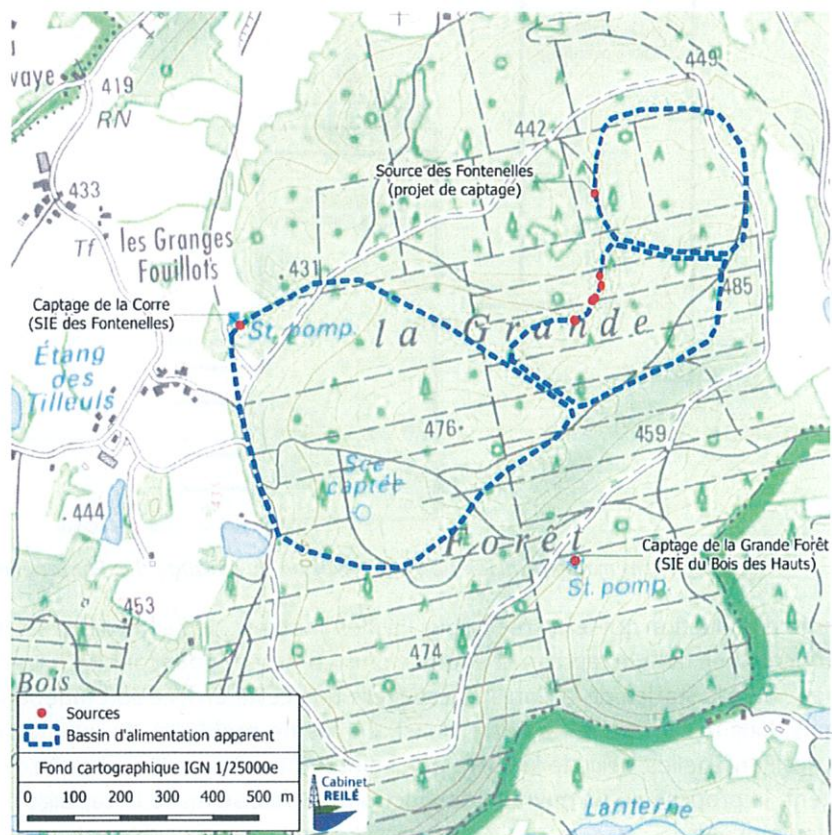 449
vaye
419
RN
442
Source des Fontenelles
(projet de captage)
433
Tf
les Granges
Fouillots
431
485
Captage de la Corre
(SIE des Fontenelles)
St. pomp.
la Grande
Étang
des
Tilleuls
476
459
Sce
captée
444
Forêt
Captage de la Grande Forêt
(SIE du Bois des Hauts)
St. pomp.
453
474
Bois
Sources
Bassin d'alimentation apparent
Fond cartographique IGN 1/25000e
0 100 200 300 400 500 m
Cabinet
REILÉ
Lanterne